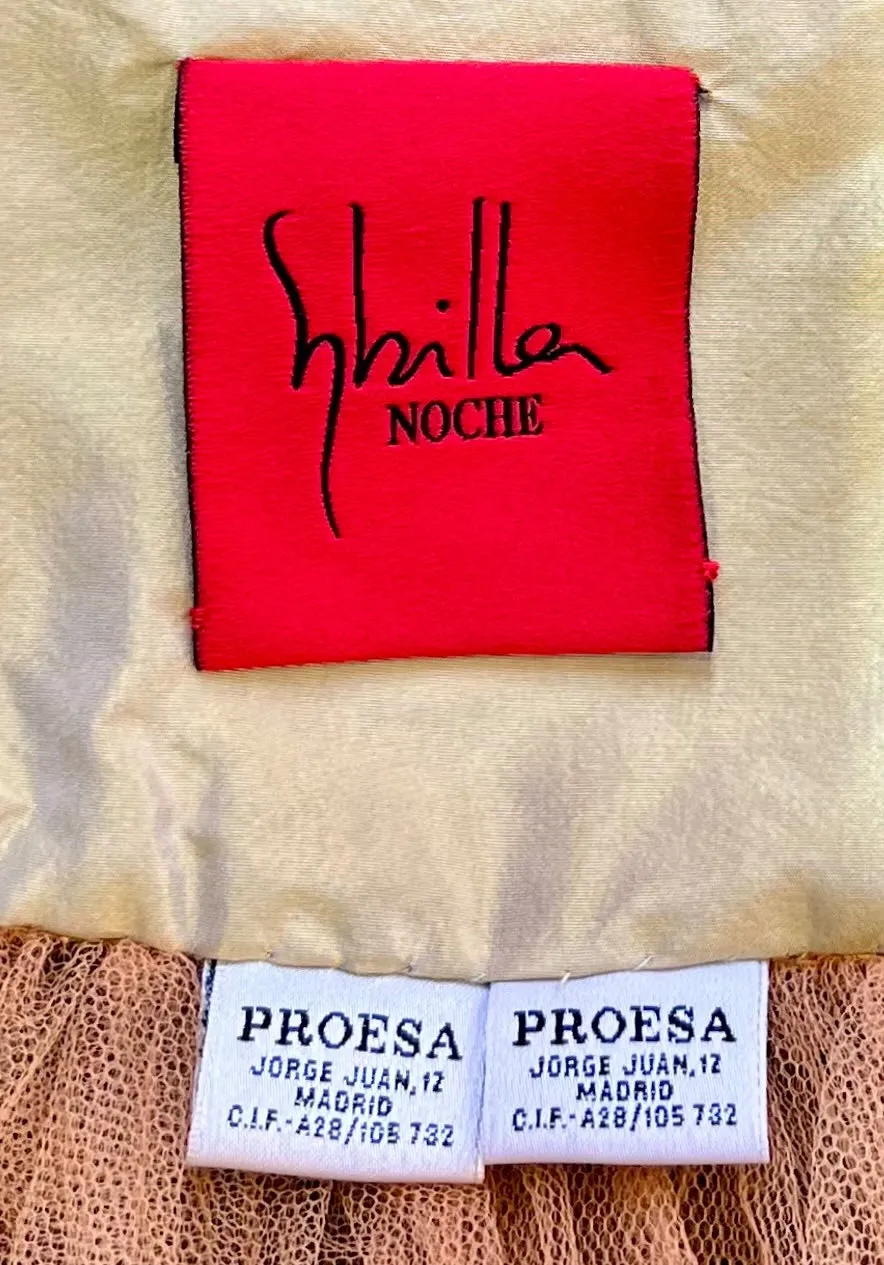 Sybilla
NOCHE
PROESA
JORGE JUAN, 12
MADRID
C.I.F.-A28/105 732
PROESA
JORGE JUAN, 12
MADRID
C.I.F.-A28/105 732